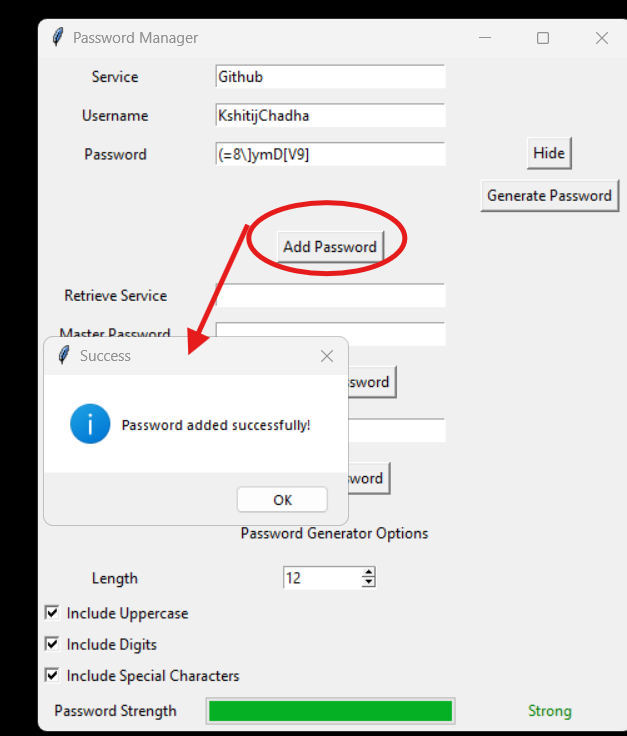 Password Manager
Service Github
Username KshitijChadha
Password (=8\]ymD[V9] Hide
Generate Password
Add Password
Retrieve Service
Master Password
Success
ssword
Password added successfully!
sword
OK
Password Generator Options
Length 12
Include Uppercase
Include Digits
Include Special Characters
Password Strength Strong